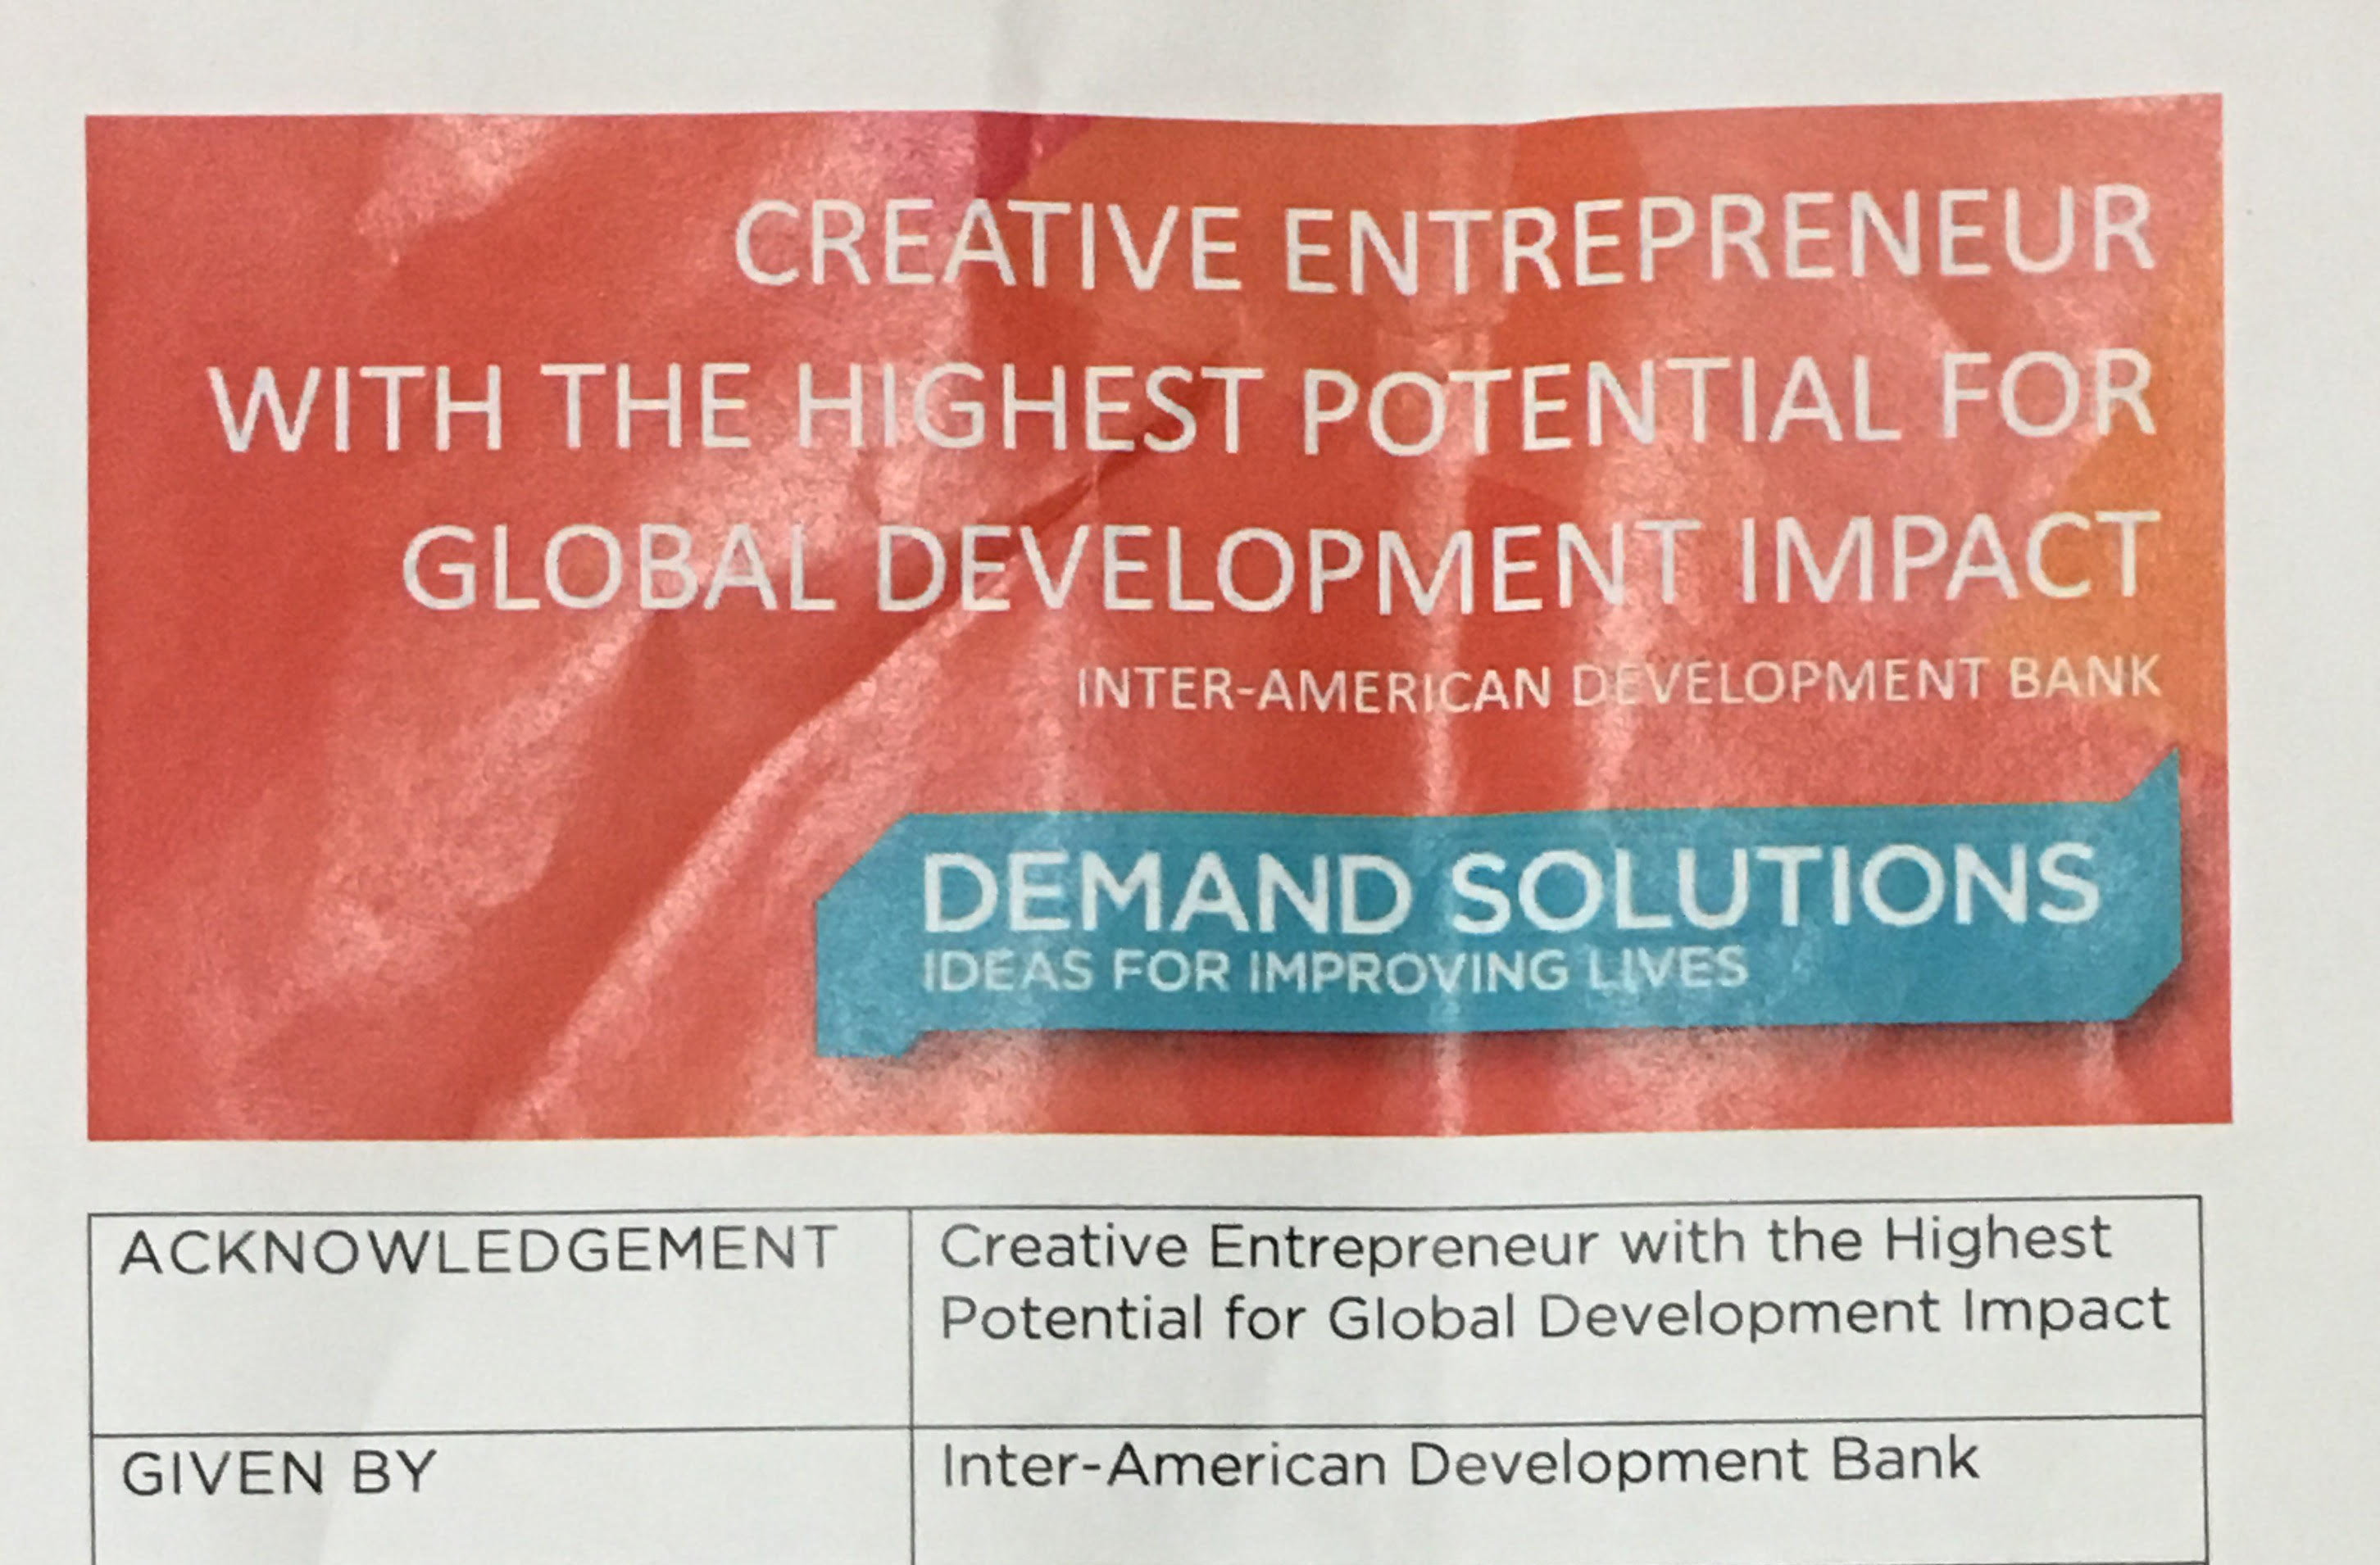 CREATIVE ENTREPRENEUR
WITH THE HIGHEST POTENTIAL FOR
GLOBAL DEVELOPMENT IMPACT
INTER-AMERICAN DEVELOPMENT BANK
DEMAND SOLUTIONS
IDEAS FOR IMPROVING LIVES
ACKNOWLEDGEMENT
Creative Entrepreneur with the Highest
Potential for Global Development Impact
GIVEN BY
Inter-American Development Bank